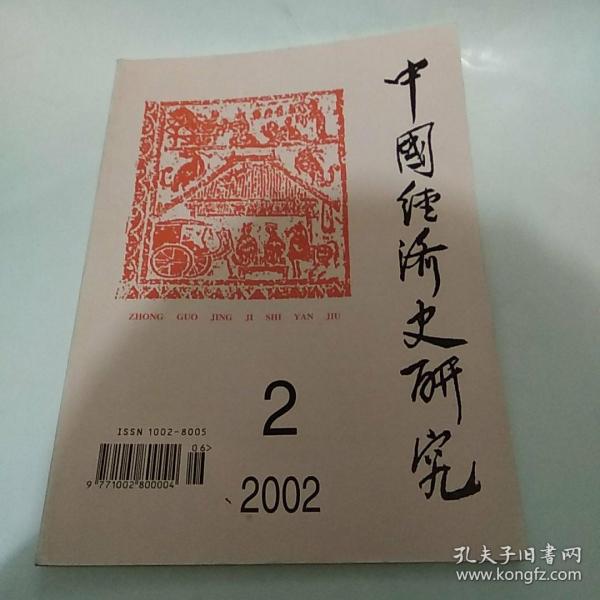 中國經濟史研究
ZHONG GUO JING JI SHI YAN JIU
2
2002
ISSN 1002-8005
06>
9 771002 800004
孔夫子旧书网
www.kongfz.com